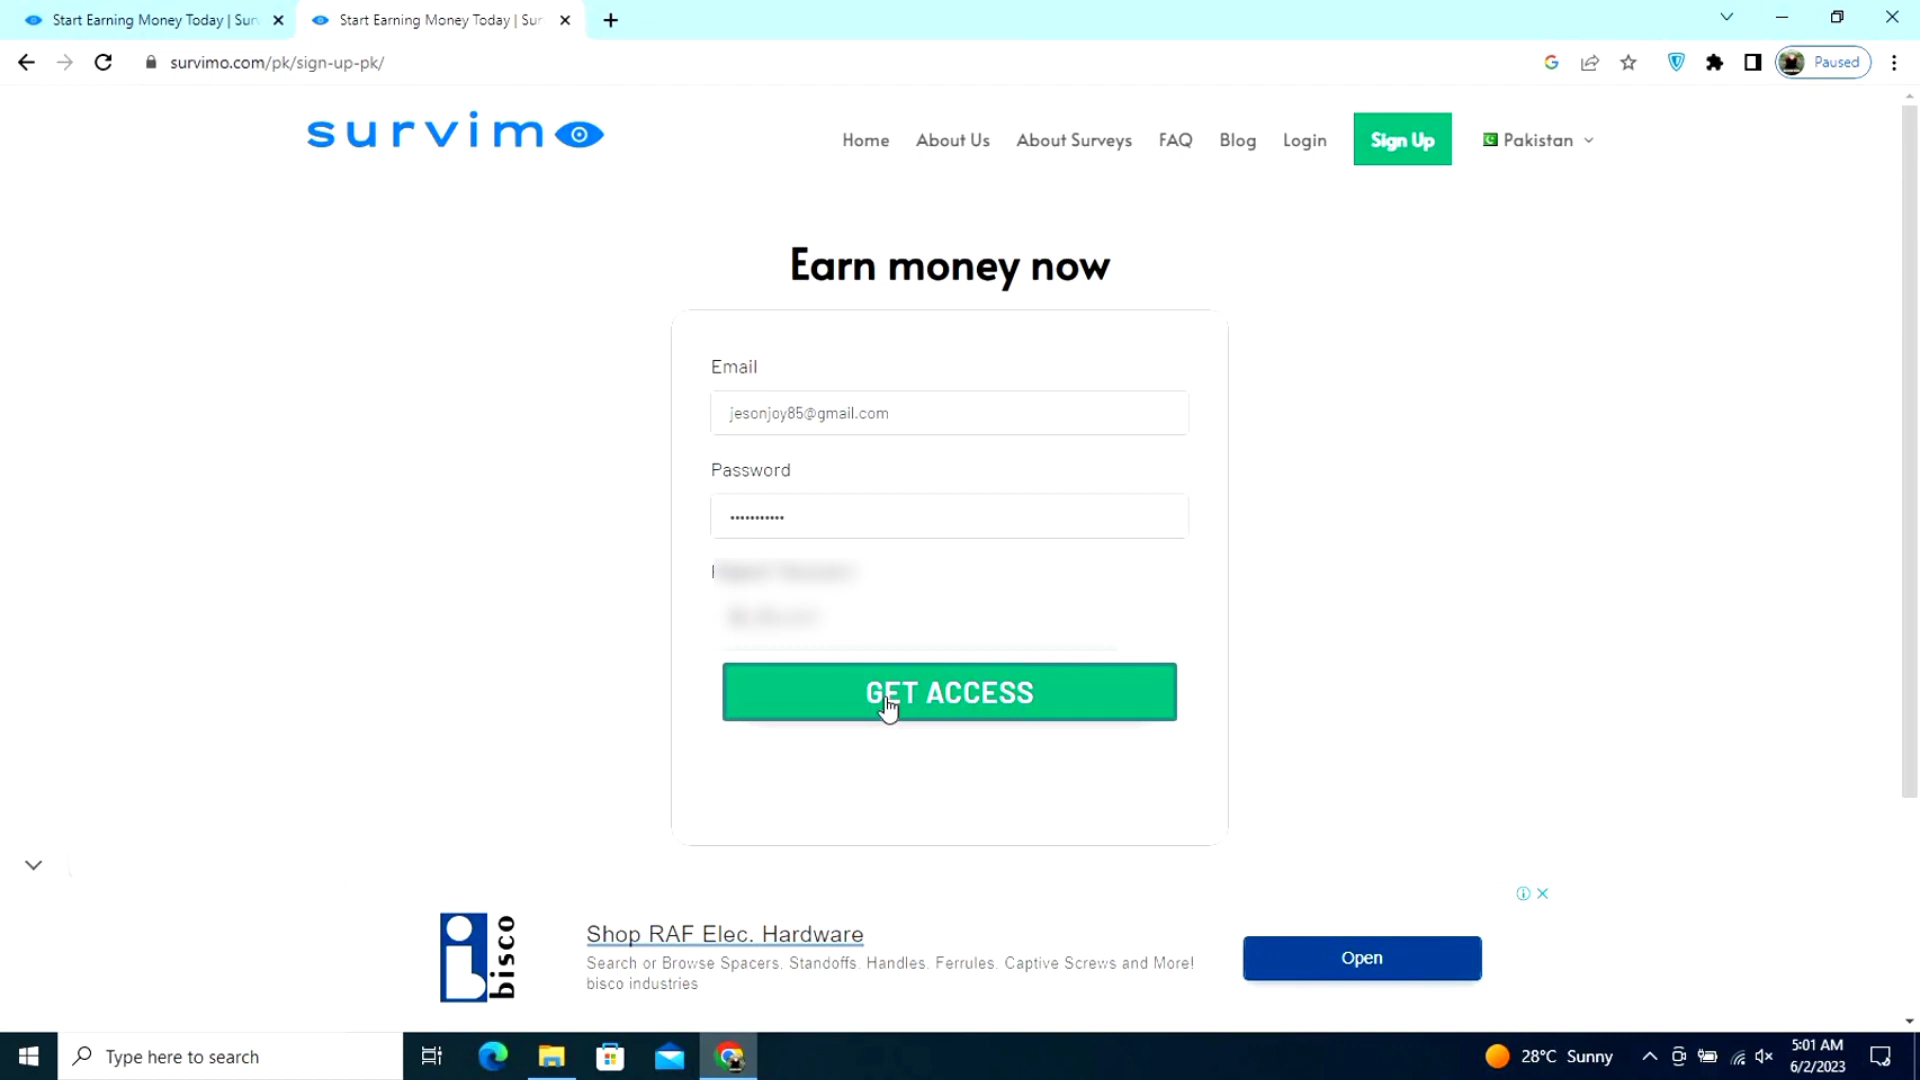 Start Earning Money Today | Sur
Start Earning Money Today | Sur
survimo.com/pk/sign-up-pk/
Paused
survimo
Home
About Us
About Surveys
FAQ
Blog
Login
Sign Up
Pakistan
Earn money now
Email
jesonjoy85@gmail.com
Password
•••••••••••
GET ACCESS
bisco
Shop RAF Elec. Hardware
Search or Browse Spacers, Standoffs, Handles, Ferrules, Captive Screws and More!
bisco industries
Open
Type here to search
28°C Sunny
5:01 AM
6/2/2023